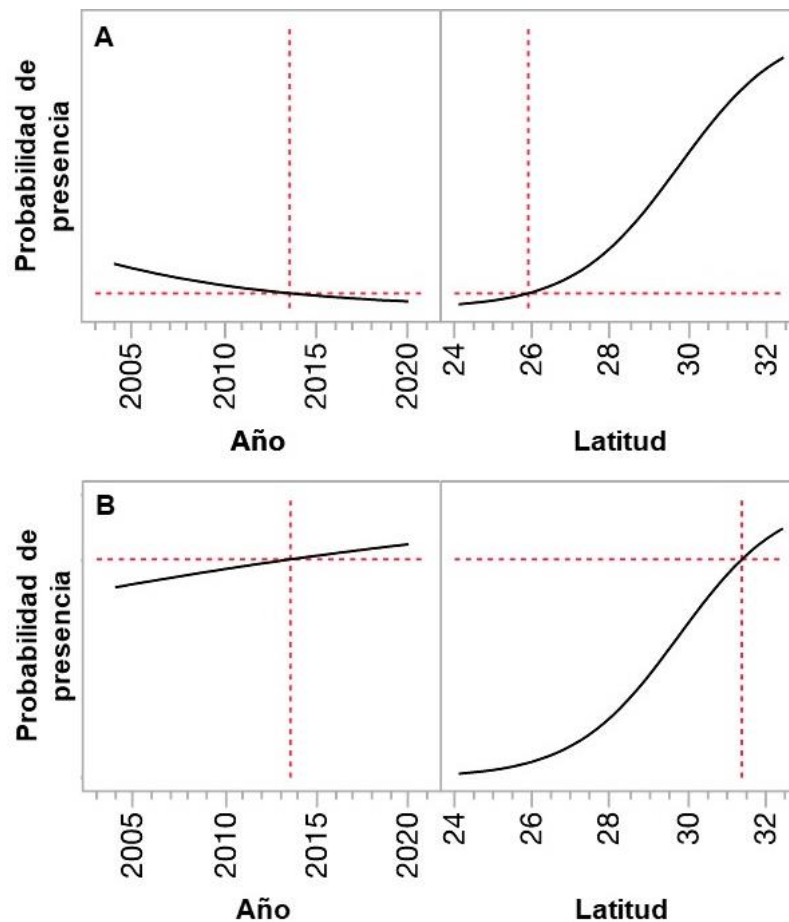 A
Probabilidad de
presencia
2005
2010
2015
2020
24
26
28
30
32
Año
Latitud
B
Probabilidad de
presencia
2005
2010
2015
2020
24
26
28
30
32
Año
Latitud